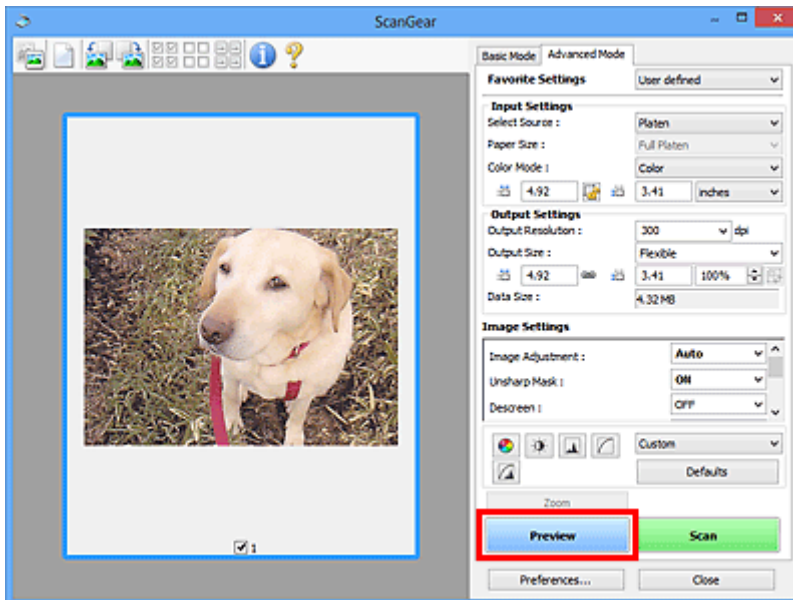 ScanGear
Basic Mode Advanced Mode
Favorite Settings User defined
Input Settings
Select Source : Platen
Paper Size : Full Platen
Color Mode : Color
4.92 3.41 inches
Output Settings
Output Resolution : 300 dpi
Output Size : Flexible
4.92 3.41 100%
Data Size : 4.32 MB
Image Settings
Image Adjustment : Auto
Unsharp Mask : ON
Descreen : OFF
Custom
Defaults
Zoom
Preview Scan
1
Preferences... Close